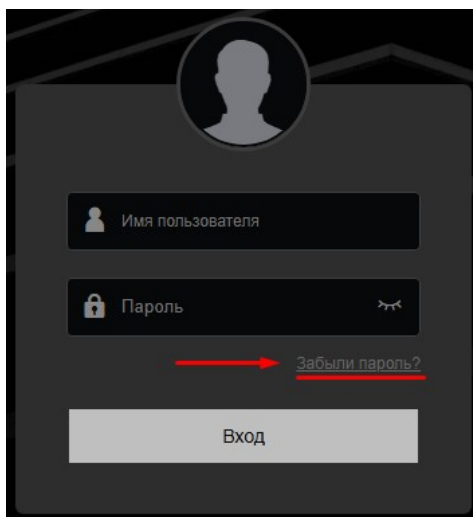 Имя пользователя
Пароль
Забыли пароль?
Вход